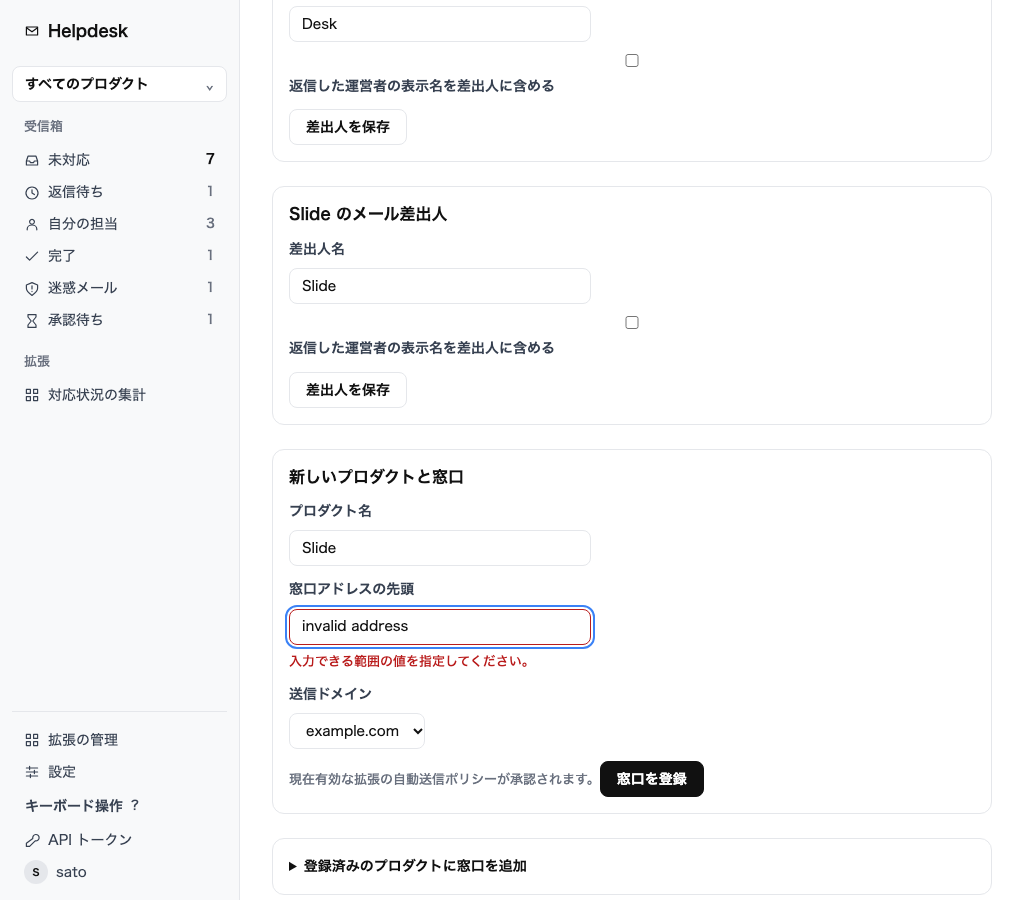 Helpdesk
すべてのプロダクト
受信箱
未対応 7
返信待ち 1
自分の担当 3
完了 1
迷惑メール 1
承認待ち 1
拡張
対応状況の集計
拡張の管理
設定
キーボード操作 ?
API トークン
S sato
Desk
返信した運営者の表示名を差出人に含める
差出人を保存
Slide のメール差出人
差出人名
Slide
返信した運営者の表示名を差出人に含める
差出人を保存
新しいプロダクトと窓口
プロダクト名
Slide
窓口アドレスの先頭
invalid address
入力できる範囲の値を指定してください。
送信ドメイン
example.com
現在有効な拡張の自動送信ポリシーが承認されます。 窓口を登録
登録済みのプロダクトに窓口を追加